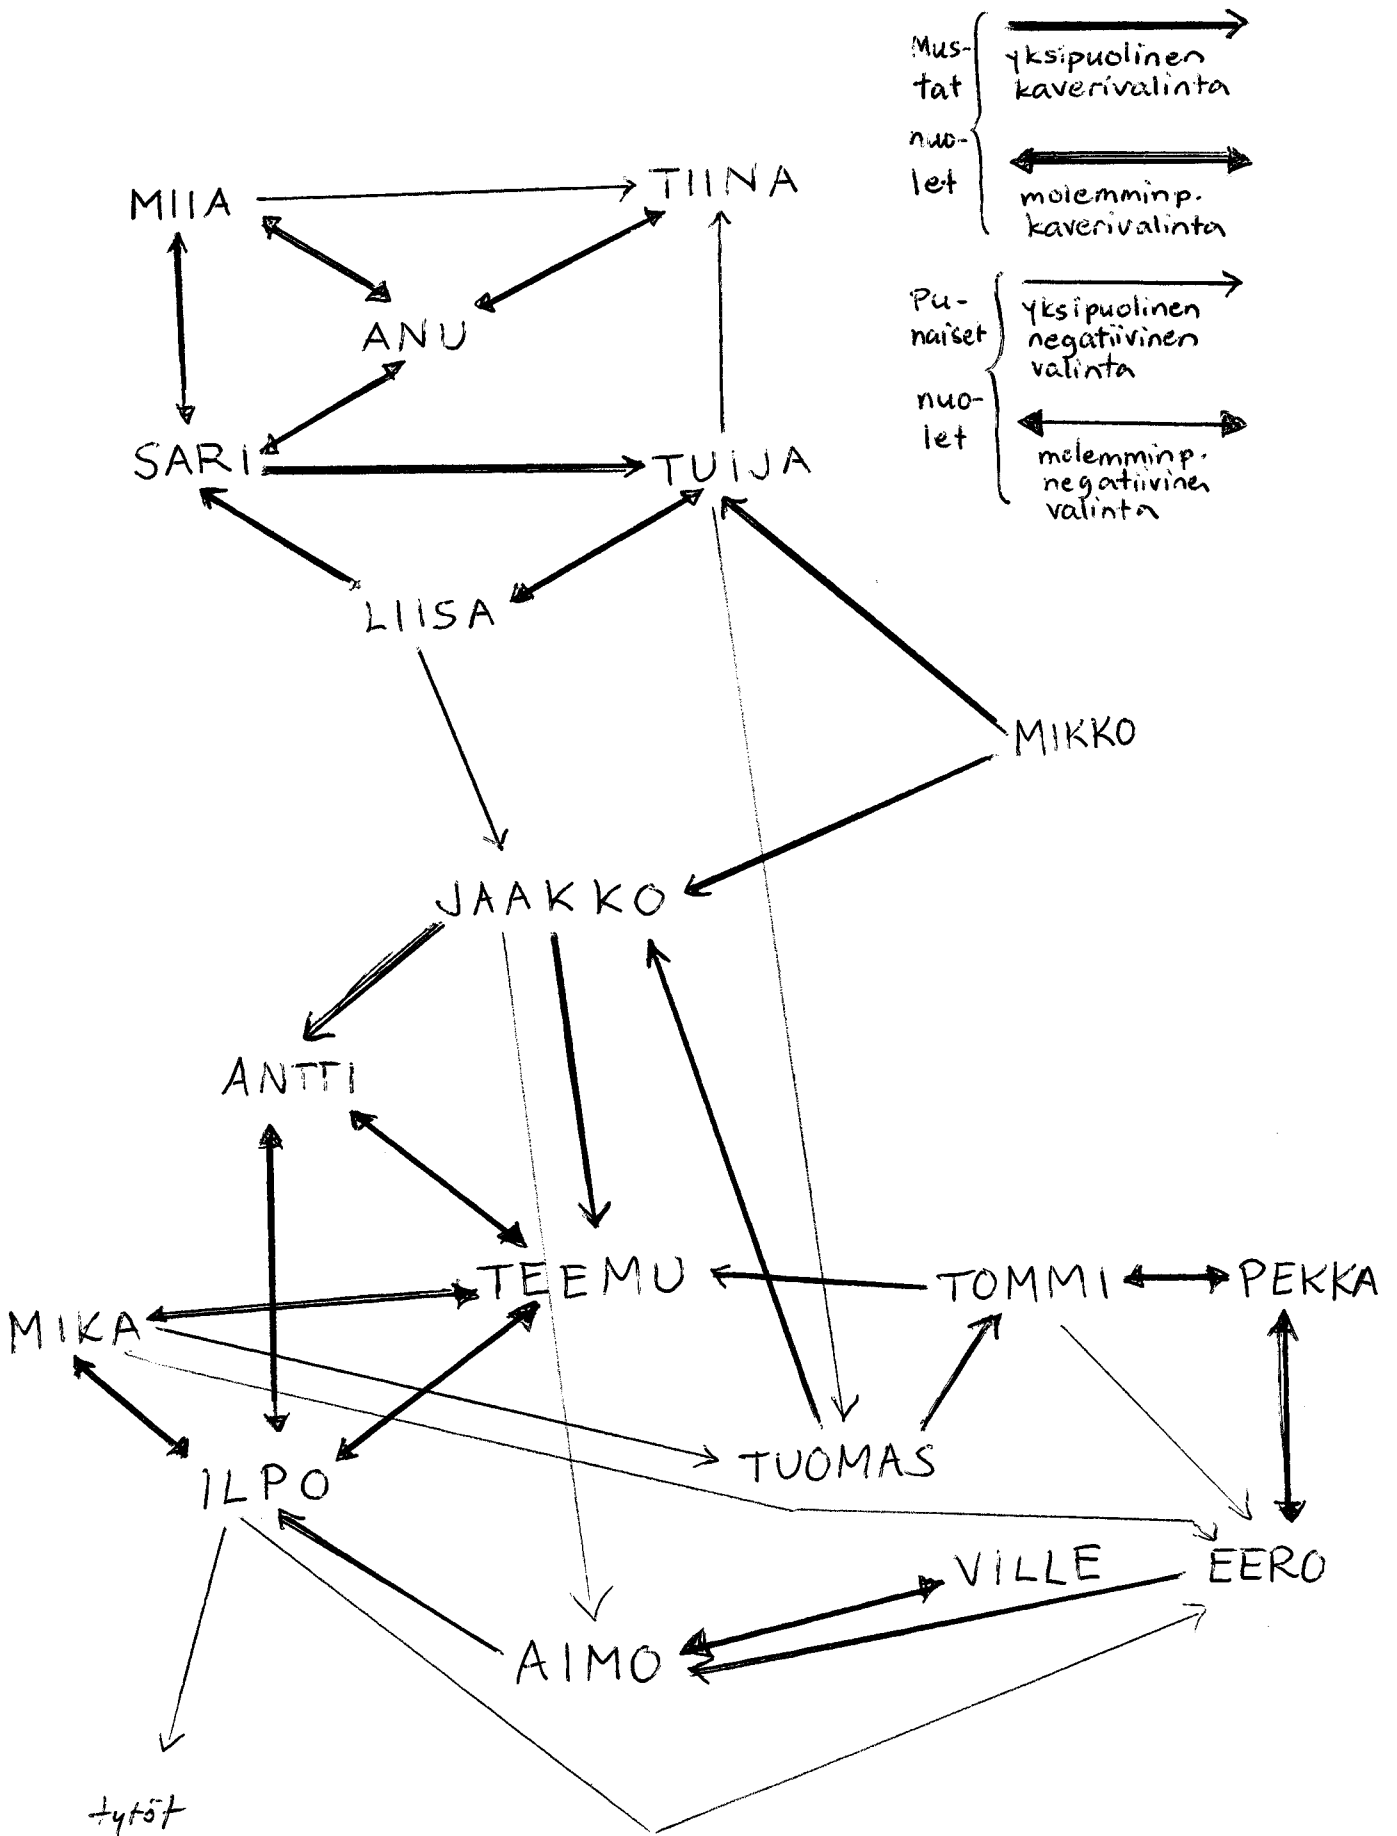 Mus-
tat
nuo-
let
yksipuolinen
kaverivalinta
molemminp.
kaverivalinta
Pu-
naiset
nuo-
let
yksipuolinen
negatiivinen
valinta
molemminp.
negatiivinen
valinta
MIIA
TIINA
ANU
SARI
TUIJA
LIISA
MIKKO
JAAKKO
ANTTI
TEEMU
TOMMI
PEKKA
MIKA
TUOMAS
ILPO
VILLE
EERO
AIMO
tytöt